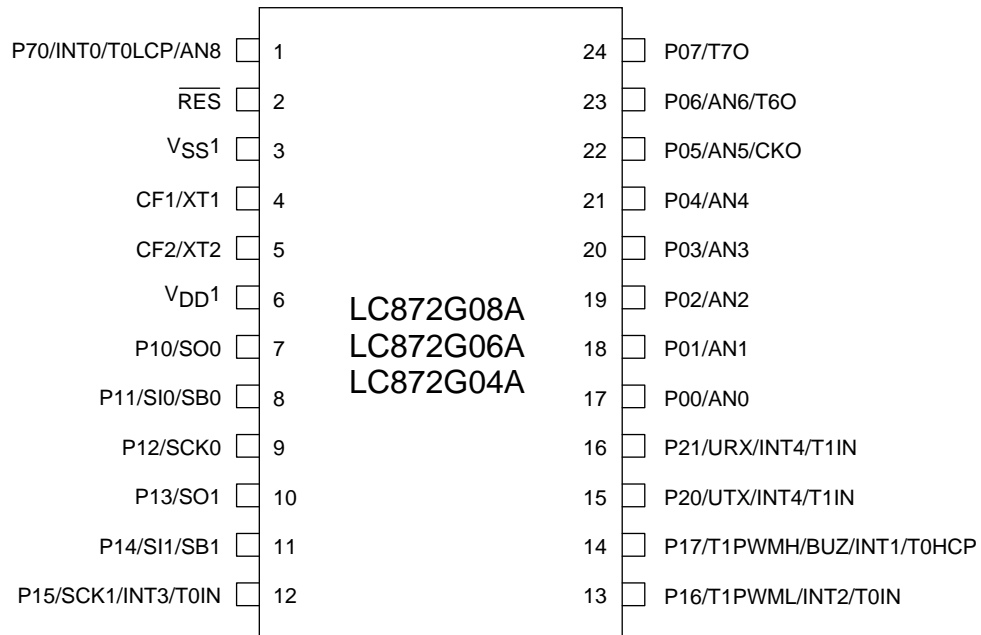 P70/INT0/T0LCP/AN8 1 24 P07/T7O
RES 2 23 P06/AN6/T6O
VSS1 3 22 P05/AN5/CKO
CF1/XT1 4 21 P04/AN4
CF2/XT2 5 20 P03/AN3
VDD1 6 19 P02/AN2
LC872G08A
P10/SO0 7 LC872G06A 18 P01/AN1
LC872G04A
P11/SI0/SB0 8 17 P00/AN0
P12/SCK0 9 16 P21/URX/INT4/T1IN
P13/SO1 10 15 P20/UTX/INT4/T1IN
P14/SI1/SB1 11 14 P17/T1PWMH/BUZ/INT1/T0HCP
P15/SCK1/INT3/T0IN 12 13 P16/T1PWML/INT2/T0IN